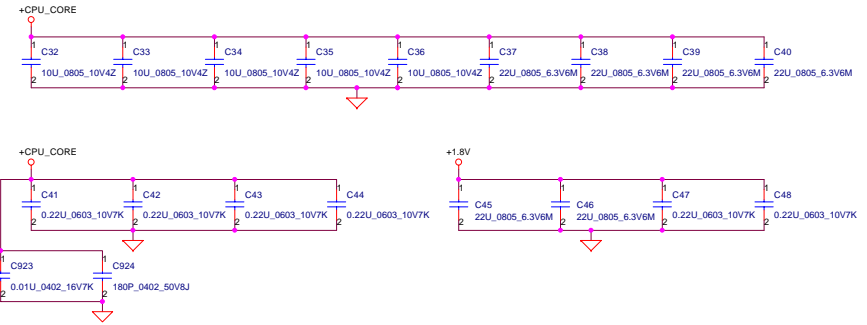 +CPU_CORE
1 1 1 1 1 1 1 1 1
C32 C33 C34 C35 C36 C37 C38 C39 C40
10U_0805_10V4Z 10U_0805_10V4Z 10U_0805_10V4Z 10U_0805_10V4Z 10U_0805_10V4Z 22U_0805_6.3V6M 22U_0805_6.3V6M 22U_0805_6.3V6M 22U_0805_6.3V6M
2 2 2 2 2 2 2 2 2
+CPU_CORE +1.8V
1 1 1 1 1 1 1 1
C41 C42 C43 C44 C45 C46 C47 C48
0.22U_0603_10V7K 0.22U_0603_10V7K 0.22U_0603_10V7K 0.22U_0603_10V7K 22U_0805_6.3V6M 22U_0805_6.3V6M 0.22U_0603_10V7K 0.22U_0603_10V7K
2 2 2 2 2 2 2 2
1 1
C923 C924
0.01U_0402_16V7K 180P_0402_50V8J
2 2